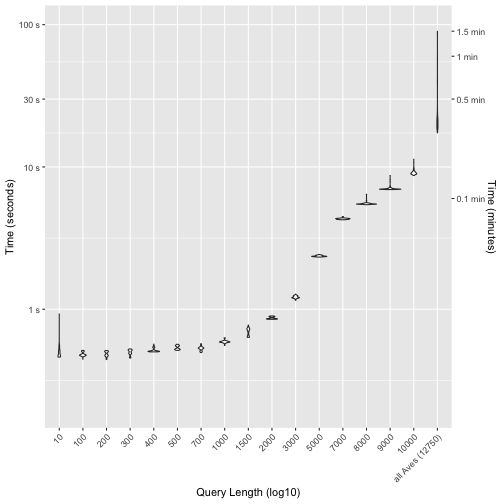 100 s
30 s
10 s
1 s
1.5 min
1 min
0.5 min
0.1 min
Time (seconds)
Time (minutes)
10
100
200
300
400
500
700
1000
1500
2000
3000
5000
7000
8000
9000
10000
all Aves (12750)
Query Length (log10)